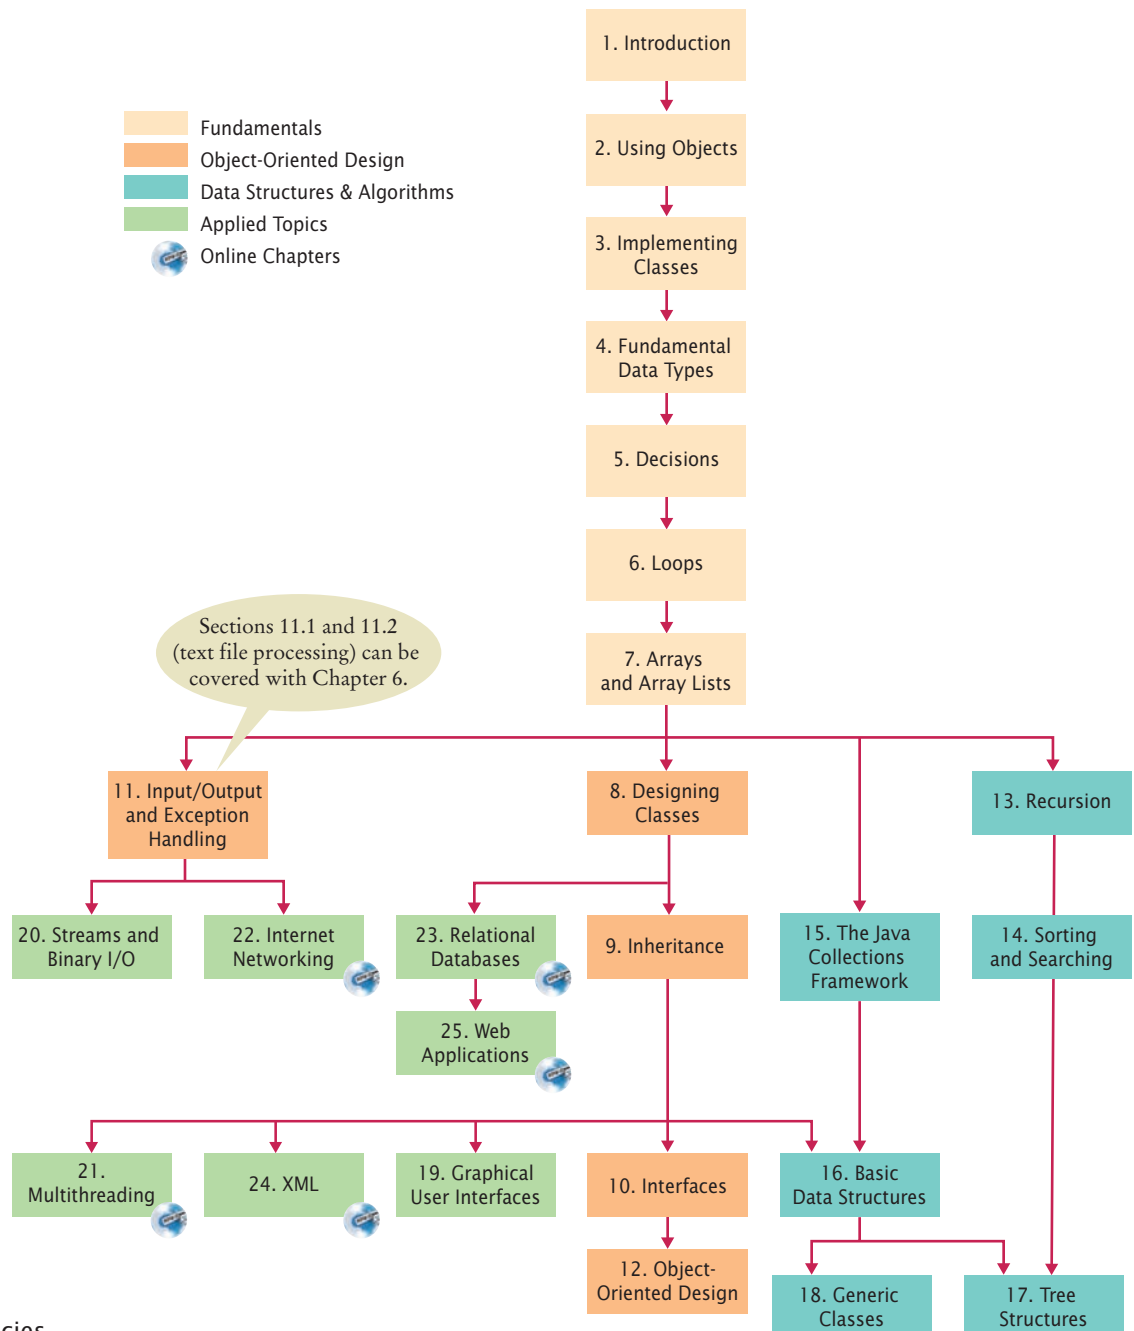 1. Introduction
Fundamentals
Object-Oriented Design
Data Structures & Algorithms
Applied Topics
Online Chapters
2. Using Objects
3. Implementing
Classes
4. Fundamental
Data Types
5. Decisions
6. Loops
Sections 11.1 and 11.2
(text file processing) can be
covered with Chapter 6.
7. Arrays
and Array Lists
11. Input/Output
and Exception
Handling
8. Designing
Classes
13. Recursion
20. Streams and
Binary I/O
22. Internet
Networking
23. Relational
Databases
9. Inheritance
15. The Java
Collections
Framework
14. Sorting
and Searching
25. Web
Applications
21.
Multithreading
24. XML
19. Graphical
User Interfaces
10. Interfaces
16. Basic
Data Structures
12. Object-
Oriented Design
18. Generic
Classes
17. Tree
Structures